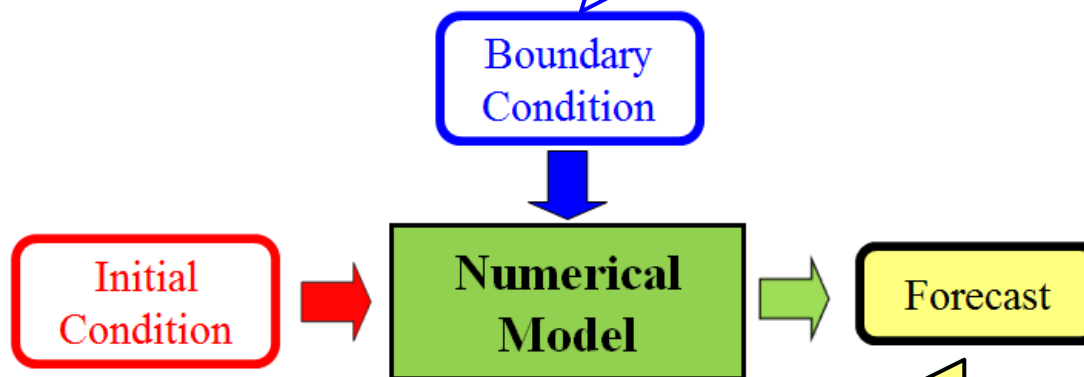 Boundary
Condition
Initial
Condition
Numerical
Model
Forecast